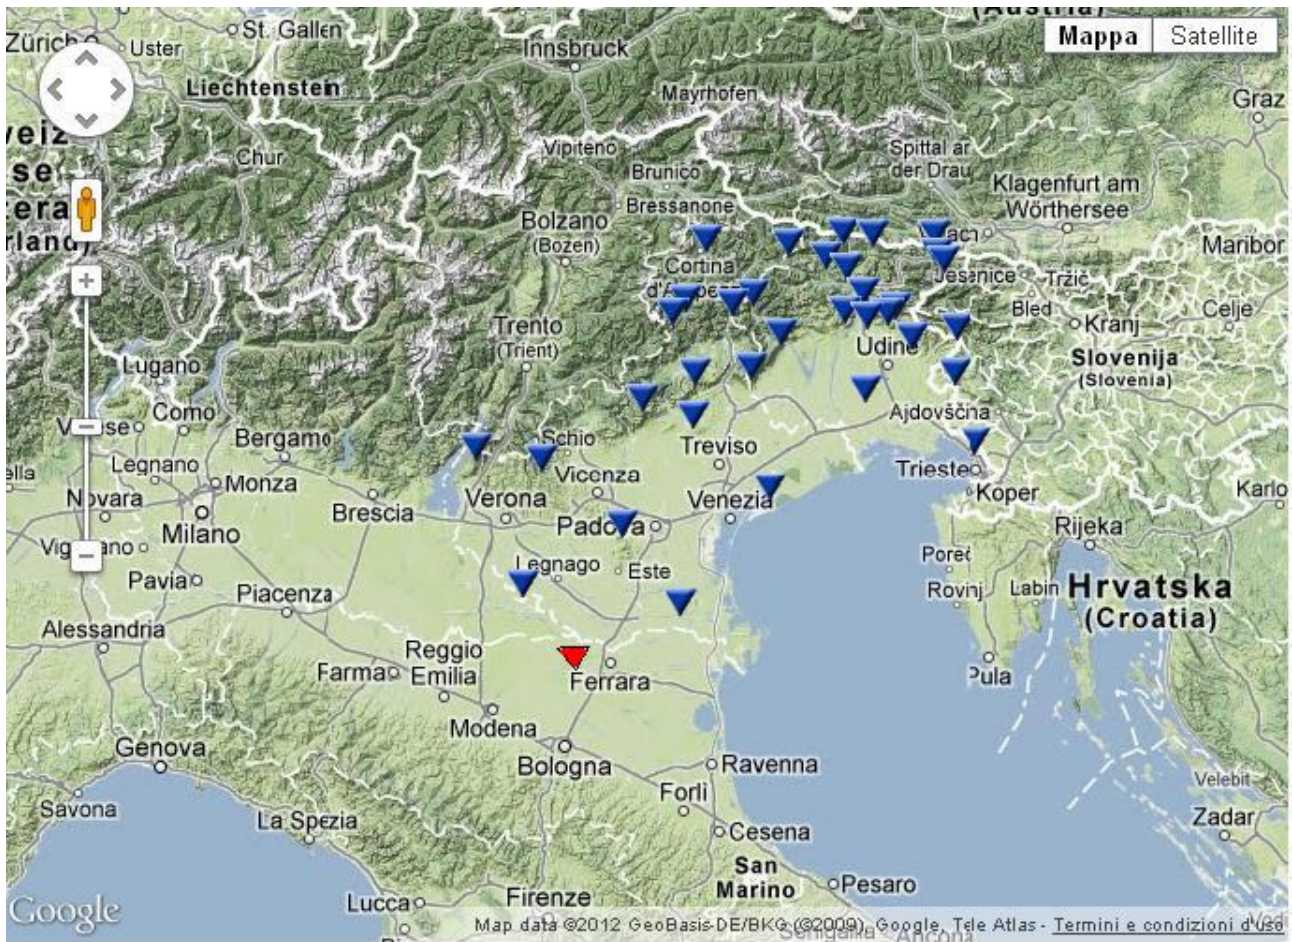 (Austria)
Zürich
St. Gallen
Uster
Innsbruck
Mappa
Satellite
Liechtenstein
Mayrhofen
Graz
Chur
Vipiteno
Spittal an
der Drau
Brunico
Klagenfurt am
Wörthersee
Bressanone
Bolzano
(Bozen)
Maribor
Cortina
Jesenice
Tržič
Bled
Celje
Trento
(Trient)
Kranj
Udine
Slovenija
(Slovenia)
Lugano
Como
Ajdovščina
Bergamo
Schio
Treviso
Legnano
Vicenza
Trieste
Monza
Novara
Verona
Venezia
Koper
Karlo
Brescia
Padova
Rijeka
Milano
Poreč
Legnago
Este
Pavia
Rovinj
Labin
Hrvatska
(Croatia)
Piacenza
Alessandria
Reggio
Emilia
Parma
Ferrara
Pula
Modena
Genova
Bologna
Ravenna
Velebit
Savona
Forlì
La Spezia
Zadar
Cesena
San
Marino
Pesaro
Lucca
Firenze
Google
Map data ©2012 GeoBasis-DE/BKG (©2009), Google, Tele Atlas - Termini e condizioni d'uso
Senigallia
Ancona